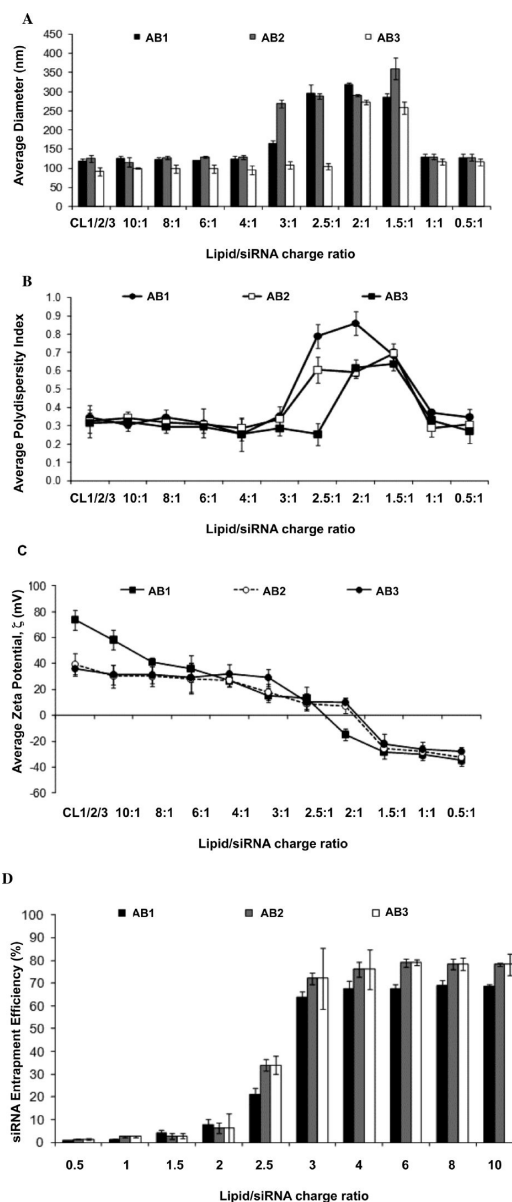 A
AB1 AB2 AB3
Average Diameter (nm)
450
400
350
300
250
200
150
100
50
0
CL1/2/3 10:1 8:1 6:1 4:1 3:1 2.5:1 2:1 1.5:1 1:1 0.5:1
Lipid/siRNA charge ratio
B
AB1 AB2 AB3
Average Polydispersity Index
1.0
0.9
0.8
0.7
0.6
0.5
0.4
0.3
0.2
0.1
0.0
CL1/2/3 10:1 8:1 6:1 4:1 3:1 2.5:1 2:1 1.5:1 1:1 0.5:1
Lipid/siRNA charge ratio
C
AB1 AB2 AB3
Average Zeta Potential, ζ (mV)
100
80
60
40
20
0
-20
-40
-60
CL1/2/3 10:1 8:1 6:1 4:1 3:1 2.5:1 2:1 1.5:1 1:1 0.5:1
Lipid/siRNA charge ratio
D
AB1 AB2 AB3
siRNA Entrapment Efficiency (%)
100
90
80
70
60
50
40
30
20
10
0
0.5 1 1.5 2 2.5 3 4 6 8 10
Lipid/siRNA charge ratio